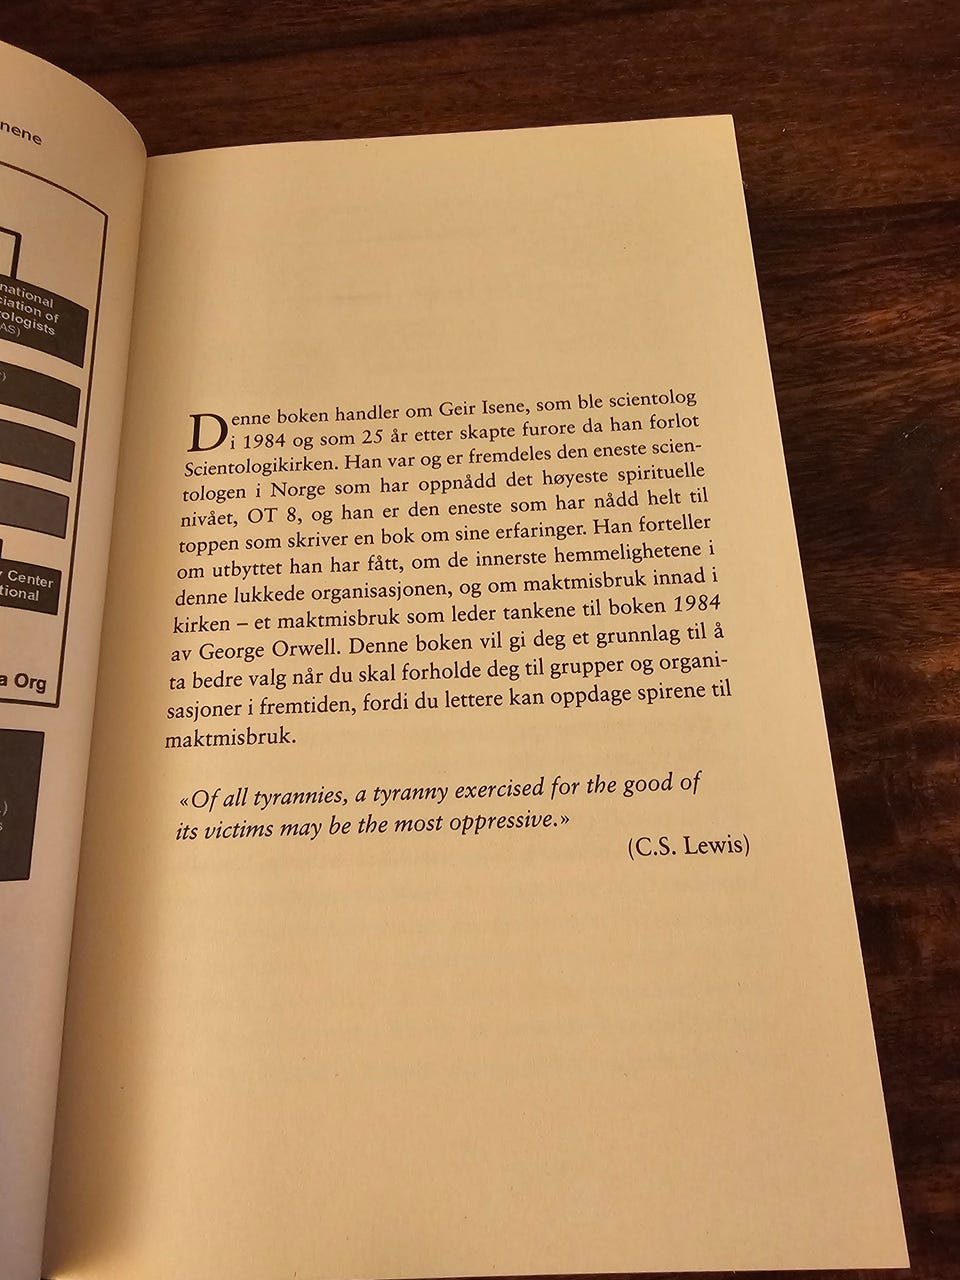 nene
national
ciation of
ologists
AS)
Center
tional
a Org
Denne boken handler om Geir Isene, som ble scientolog
i 1984 og som 25 år etter skapte furore da han forlot
Scientologikirken. Han var og er fremdeles den eneste scien-
tologen i Norge som har oppnådd det høyeste spirituelle
nivået, OT 8, og han er den eneste som har nådd helt til
toppen som skriver en bok om sine erfaringer. Han forteller
om utbyttet han har fått, om de innerste hemmelighetene i
denne lukkede organisasjonen, og om maktmisbruk innad i
kirken – et maktmisbruk som leder tankene til boken 1984
av George Orwell. Denne boken vil gi deg et grunnlag til å
ta bedre valg når du skal forholde deg til grupper og organi-
sasjoner i fremtiden, fordi du lettere kan oppdage spirene til
maktmisbruk.
«Of all tyrannies, a tyranny exercised for the good of
its victims may be the most oppressive.»
(C.S. Lewis)